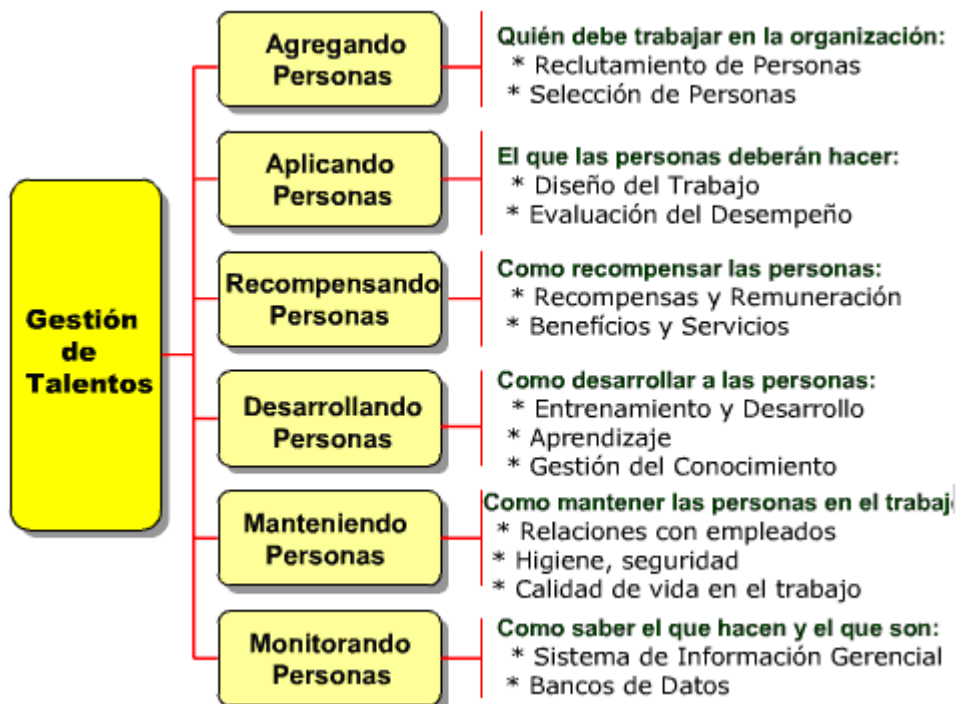 Gestión
de
Talentos
Agregando
Personas
Quién debe trabajar en la organización:
* Reclutamiento de Personas
* Selección de Personas
Aplicando
Personas
El que las personas deberán hacer:
* Diseño del Trabajo
* Evaluación del Desempeño
Recompensando
Personas
Como recompensar las personas:
* Recompensas y Remuneración
* Benefícios y Servicios
Desarrollando
Personas
Como desarrollar a las personas:
* Entrenamiento y Desarrollo
* Aprendizaje
* Gestión del Conocimiento
Manteniendo
Personas
Como mantener las personas en el trabaj
* Relaciones con empleados
* Higiene, seguridad
* Calidad de vida en el trabajo
Monitorando
Personas
Como saber el que hacen y el que son:
* Sistema de Información Gerencial
* Bancos de Datos